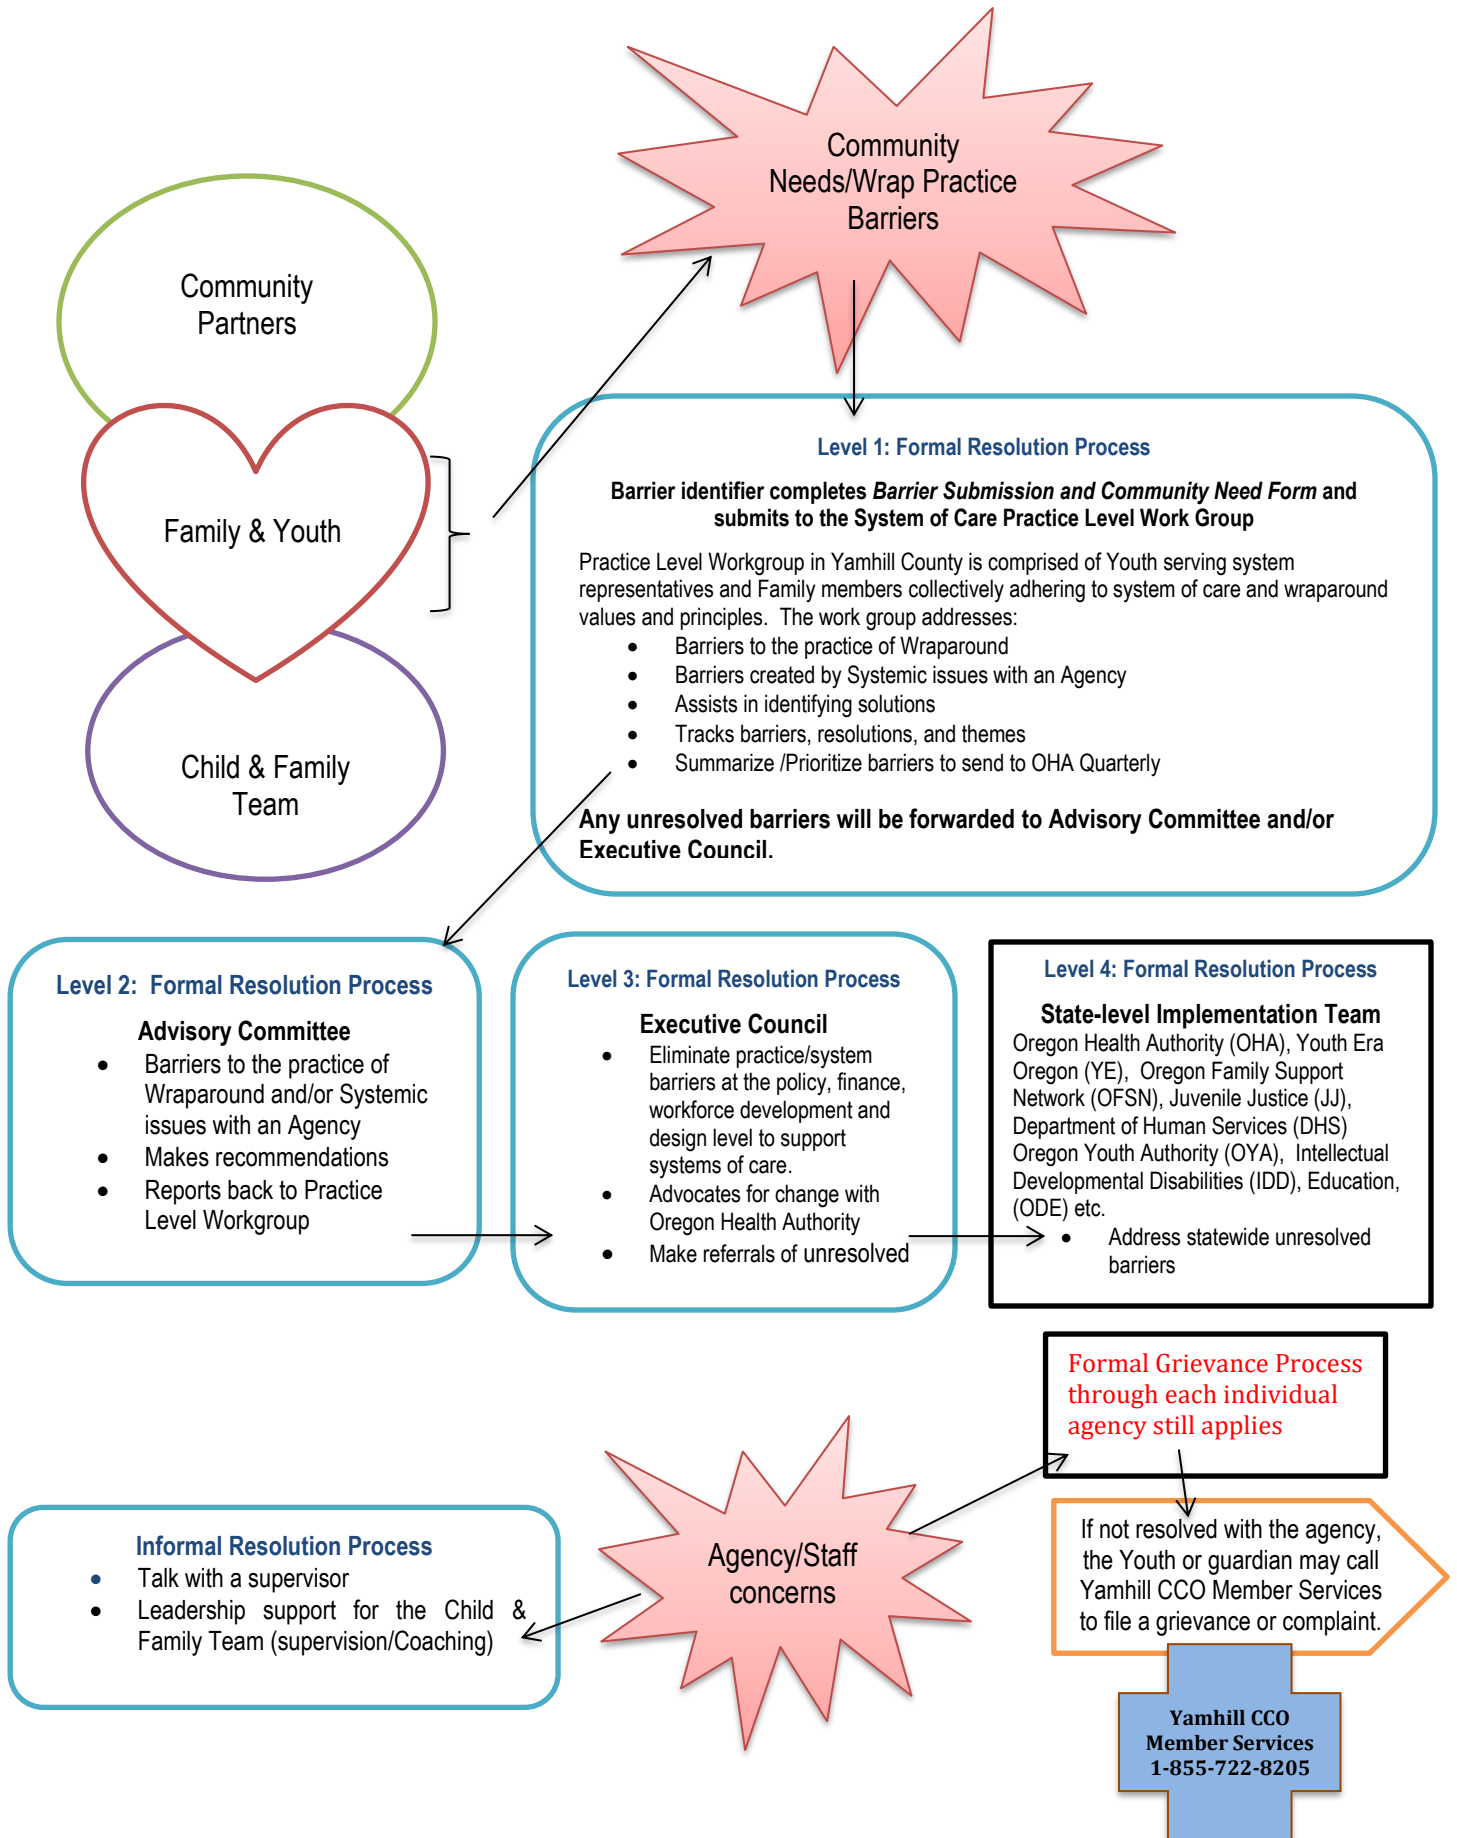 Community
Needs/Wrap Practice
Barriers
Community
Partners
Family & Youth
Child & Family
Team
Level 1: Formal Resolution Process
Barrier identifier completes Barrier Submission and Community Need Form and
submits to the System of Care Practice Level Work Group
Practice Level Workgroup in Yamhill County is comprised of Youth serving system
representatives and Family members collectively adhering to system of care and wraparound
values and principles.  The work group addresses:
• Barriers to the practice of Wraparound
• Barriers created by Systemic issues with an Agency
• Assists in identifying solutions
• Tracks barriers, resolutions, and themes
• Summarize /Prioritize barriers to send to OHA Quarterly
Any unresolved barriers will be forwarded to Advisory Committee and/or
Executive Council.
Level 2:  Formal Resolution Process
Advisory Committee
• Barriers to the practice of
Wraparound and/or Systemic
issues with an Agency
• Makes recommendations
• Reports back to Practice
Level Workgroup
Level 3: Formal Resolution Process
Executive Council
• Eliminate practice/system
barriers at the policy, finance,
workforce development and
design level to support
systems of care.
• Advocates for change with
Oregon Health Authority
• Make referrals of unresolved
Level 4: Formal Resolution Process
State-level Implementation Team
Oregon Health Authority (OHA), Youth Era
Oregon (YE),  Oregon Family Support
Network (OFSN), Juvenile Justice (JJ),
Department of Human Services (DHS)
Oregon Youth Authority (OYA),  Intellectual
Developmental Disabilities (IDD), Education,
(ODE) etc.
• Address statewide unresolved
barriers
Formal Grievance Process
through each individual
agency still applies
Informal Resolution Process
• Talk with a supervisor
• Leadership support for the Child &
Family Team (supervision/Coaching)
Agency/Staff
concerns
If not resolved with the agency,
the Youth or guardian may call
Yamhill CCO Member Services
to file a grievance or complaint.
Yamhill CCO
Member Services
1-855-722-8205